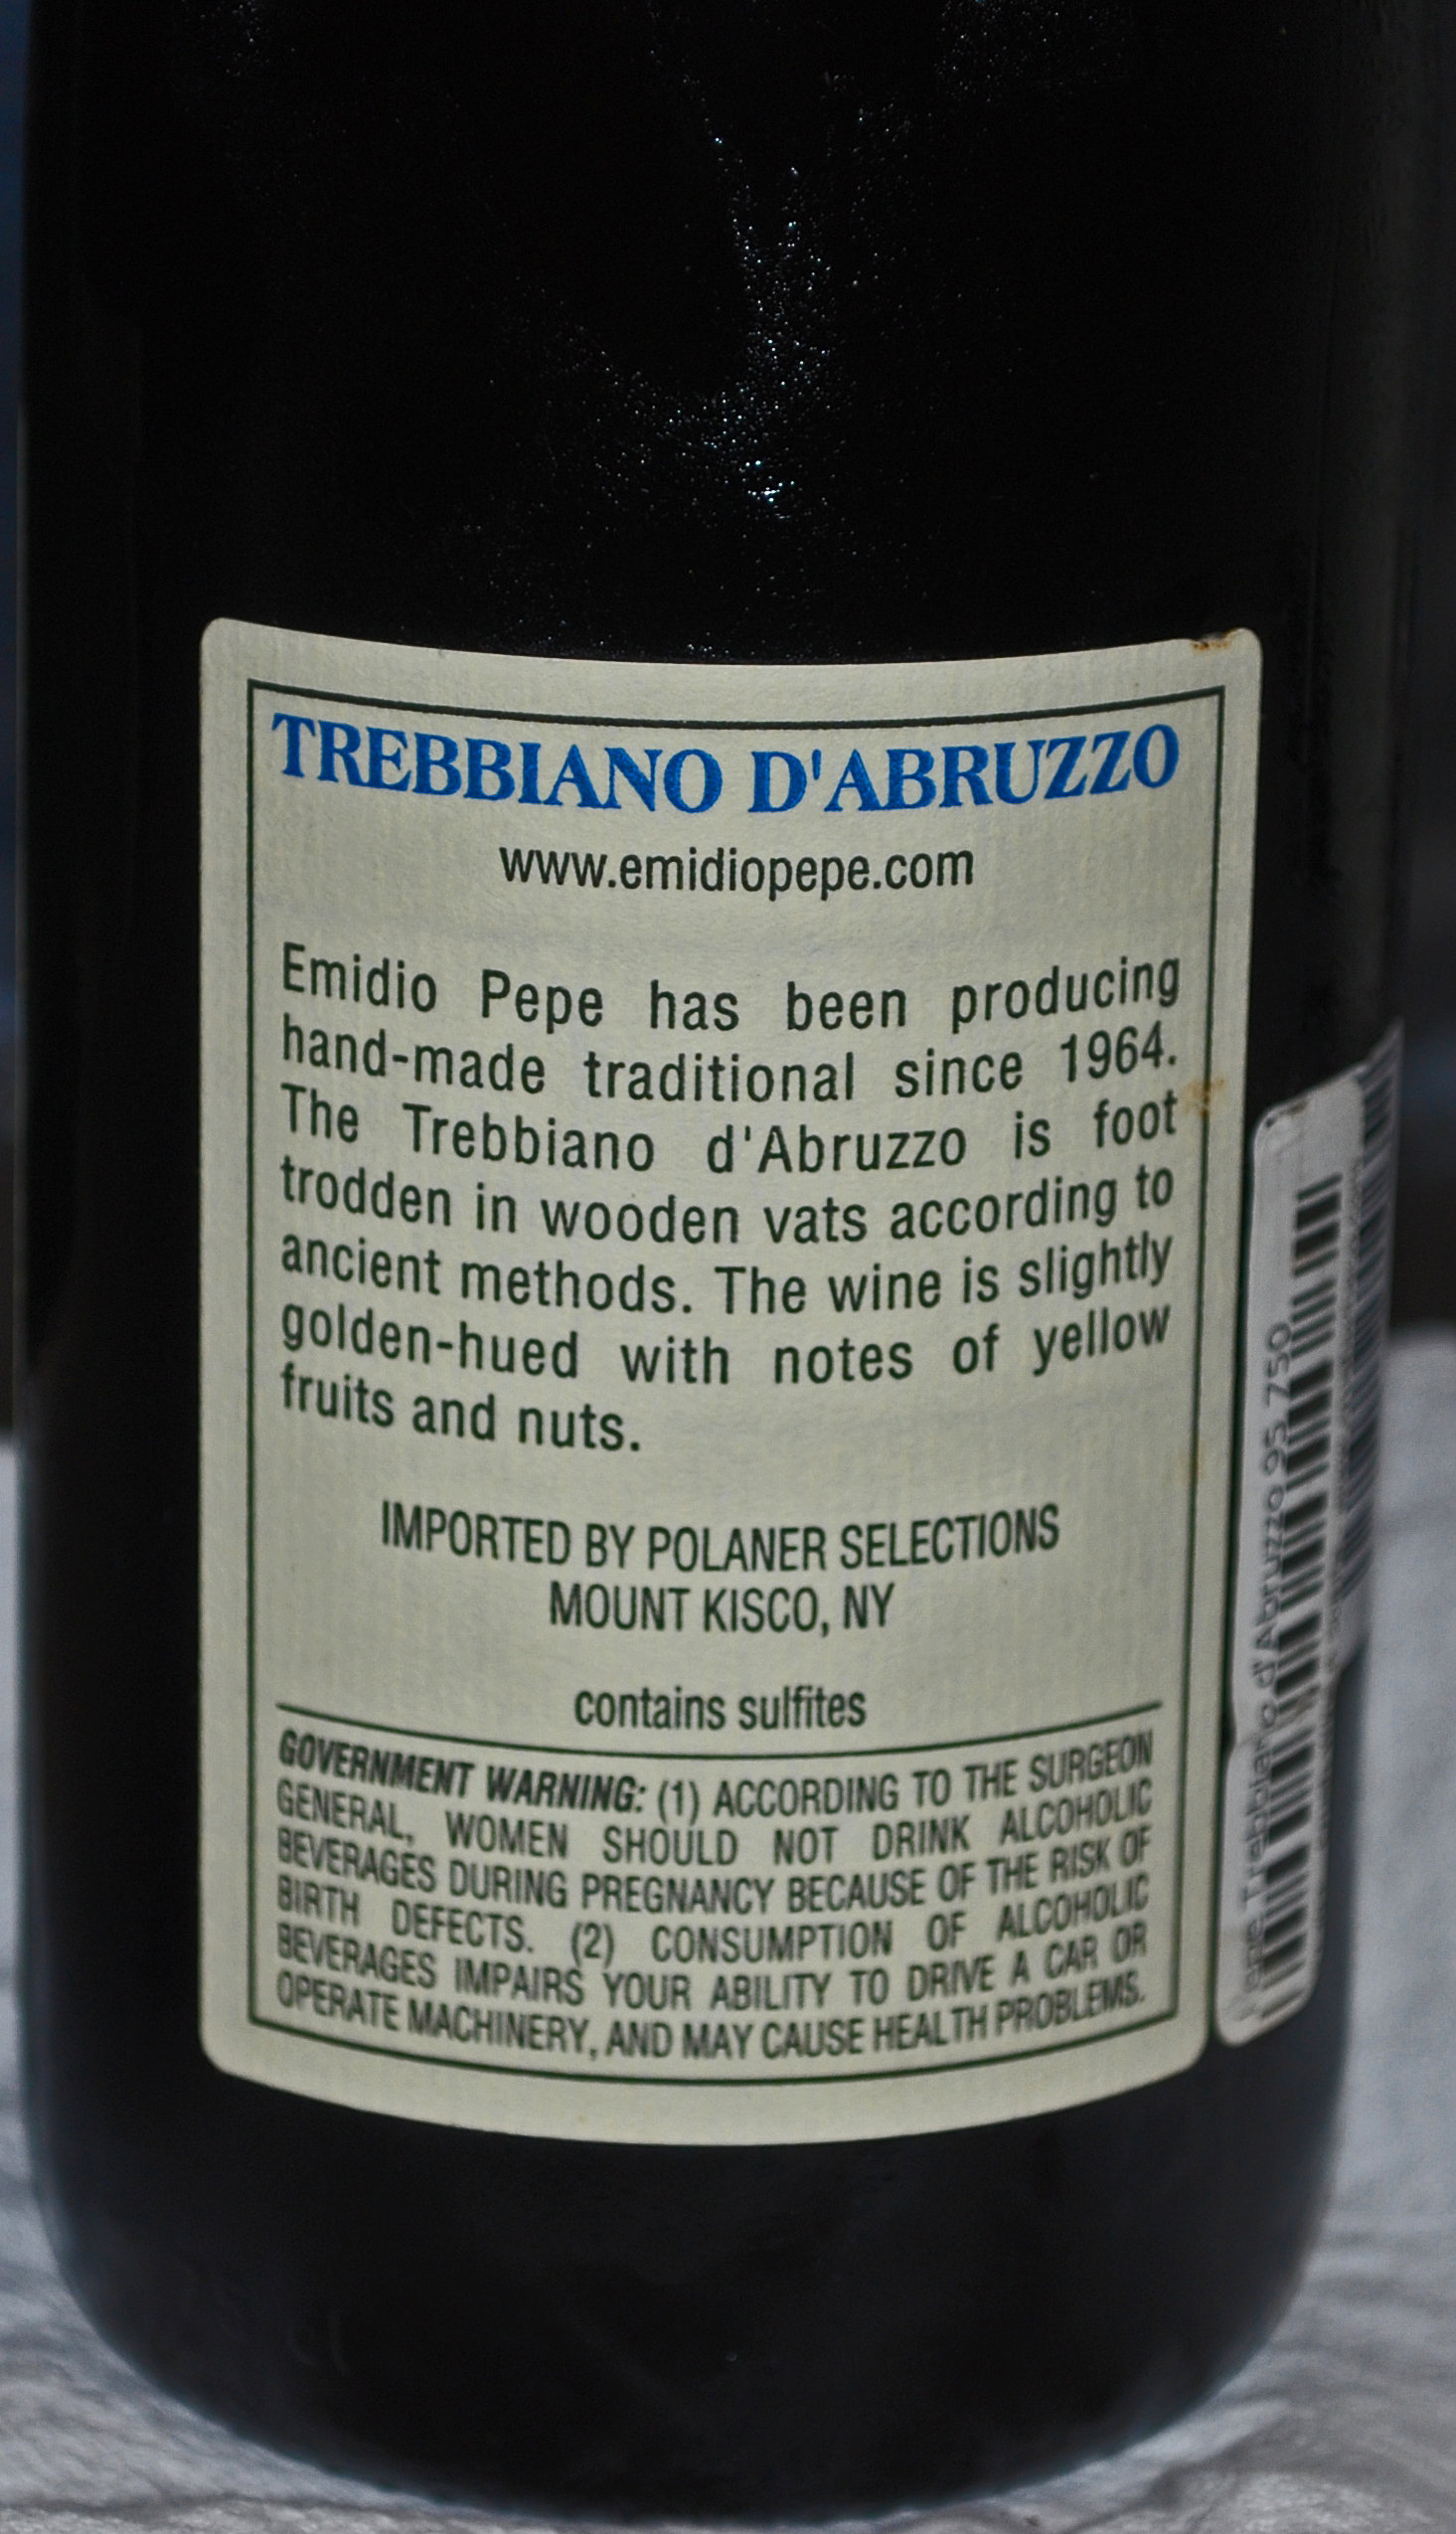 TREBBIANO D'ABRUZZO
www.emidiopepe.com
Emidio Pepe has been producing
hand-made traditional since 1964.
The Trebbiano d'Abruzzo is foot
trodden in wooden vats according to
ancient methods. The wine is slightly
golden-hued with notes of yellow
fruits and nuts.
IMPORTED BY POLANER SELECTIONS
MOUNT KISCO, NY
contains sulfites
GOVERNMENT WARNING: (1) ACCORDING TO THE SURGEON
GENERAL, WOMEN SHOULD NOT DRINK ALCOHOLIC
BEVERAGES DURING PREGNANCY BECAUSE OF THE RISK OF
BIRTH DEFECTS. (2) CONSUMPTION OF ALCOHOLIC
BEVERAGES IMPAIRS YOUR ABILITY TO DRIVE A CAR OR
OPERATE MACHINERY, AND MAY CAUSE HEALTH PROBLEMS.
Trebbiano d'Abruzzo 95 750